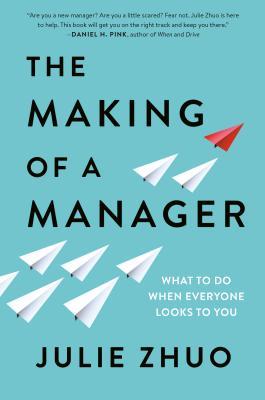 “Are you a new manager? Are you a little scared? Fear not. Julie Zhuo is here
to help. This book will get you on the right track and keep you there.”
—DANIEL H. PINK, author of When and Drive
THE
MAKING
OF A
MANAGER
WHAT TO DO
WHEN EVERYONE
LOOKS TO YOU
JULIE ZHUO